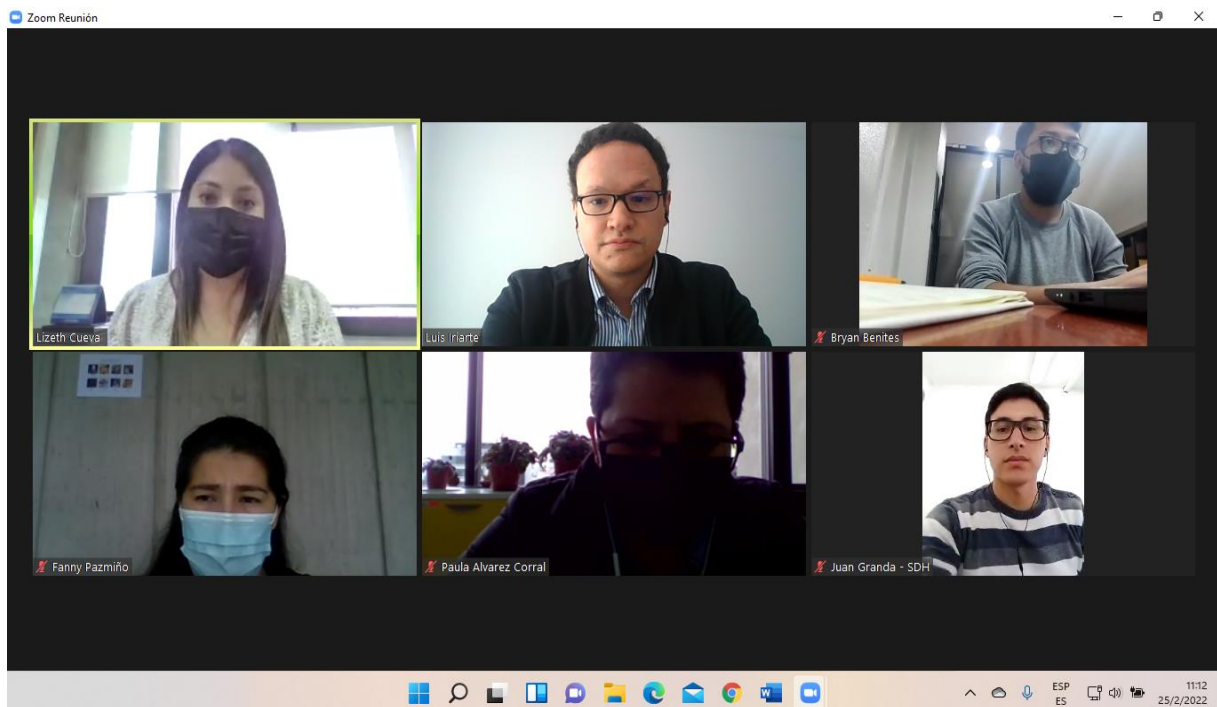 Zoom Reunión
Lizeth Cueva
Luis Iriarte
Bryan Benites
Fanny Pazmiño
Paula Alvarez Corral
Juan Granda - SDH
ESP
ES
11:12
25/2/2022